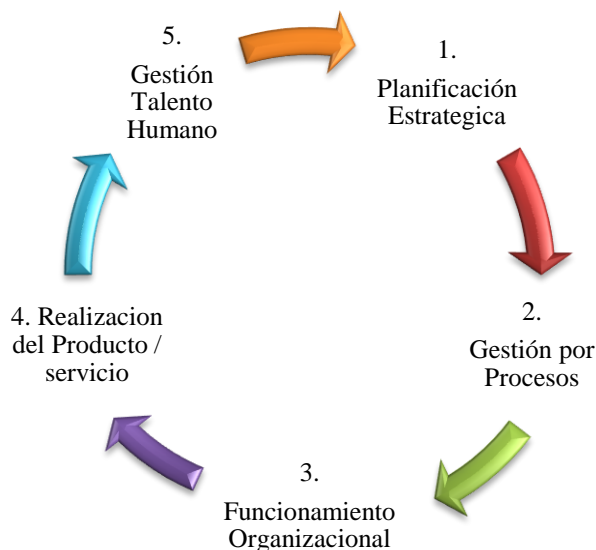 1.
Planificación
Estrategica
2.
Gestión por
Procesos
3.
Funcionamiento
Organizacional
4. Realizacion
del Producto /
servicio
5.
Gestión
Talento
Humano